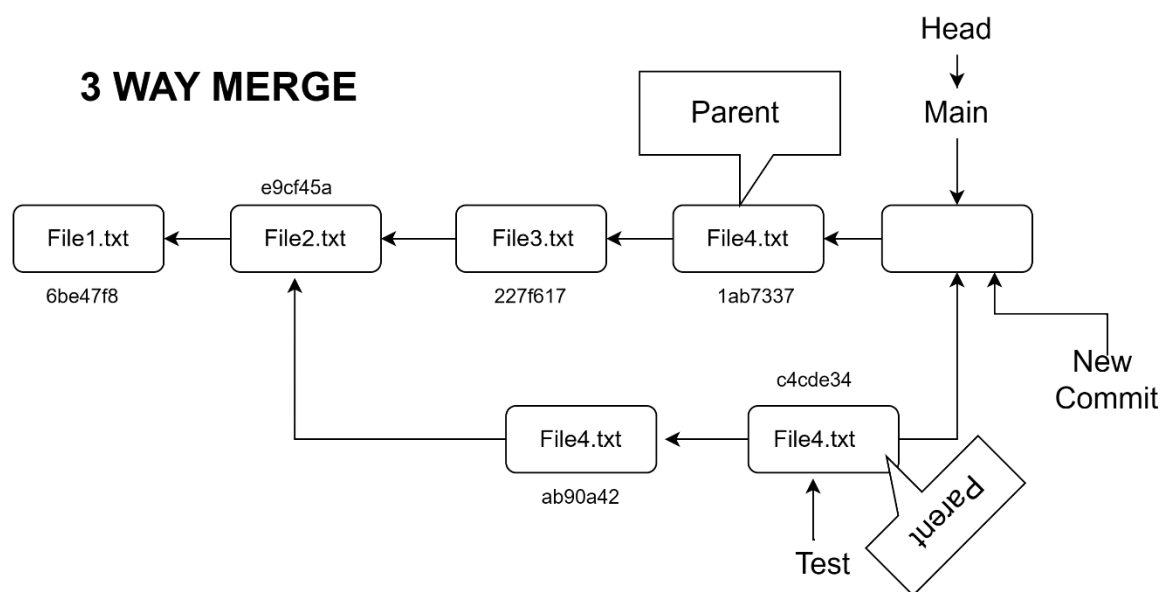 Head
3 WAY MERGE
Parent
Main
e9cf45a
File1.txt
File2.txt
File3.txt
File4.txt
6be47f8
227f617
1ab7337
New
Commit
c4cde34
File4.txt
File4.txt
ab90a42
Parent
Test